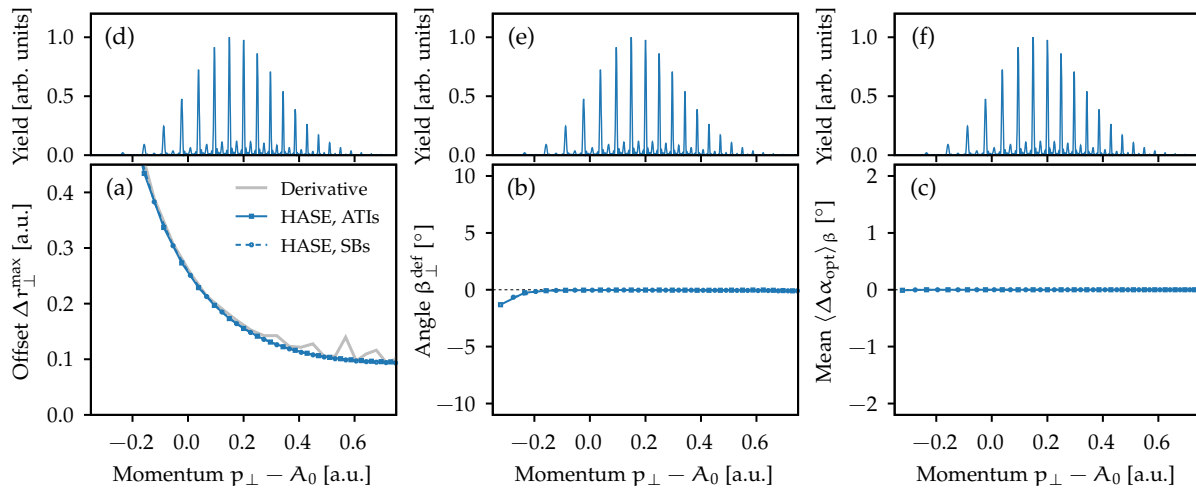 (d)
Yield [arb. units]
1.0
0.5
0.0
(e)
Yield [arb. units]
1.0
0.5
0.0
(f)
Yield [arb. units]
1.0
0.5
0.0
(a)
Offset Δr⊥^max [a.u.]
0.4
0.3
0.2
0.1
0.0
Derivative
HASE, ATIs
HASE, SBs
−0.2 0.0 0.2 0.4 0.6
Momentum p⊥ − A₀ [a.u.]
(b)
Angle β⊥^def [°]
10
5
0
−5
−10
−0.2 0.0 0.2 0.4 0.6
Momentum p⊥ − A₀ [a.u.]
(c)
Mean ⟨Δα_opt⟩_β [°]
2
1
0
−1
−2
−0.2 0.0 0.2 0.4 0.6
Momentum p⊥ − A₀ [a.u.]